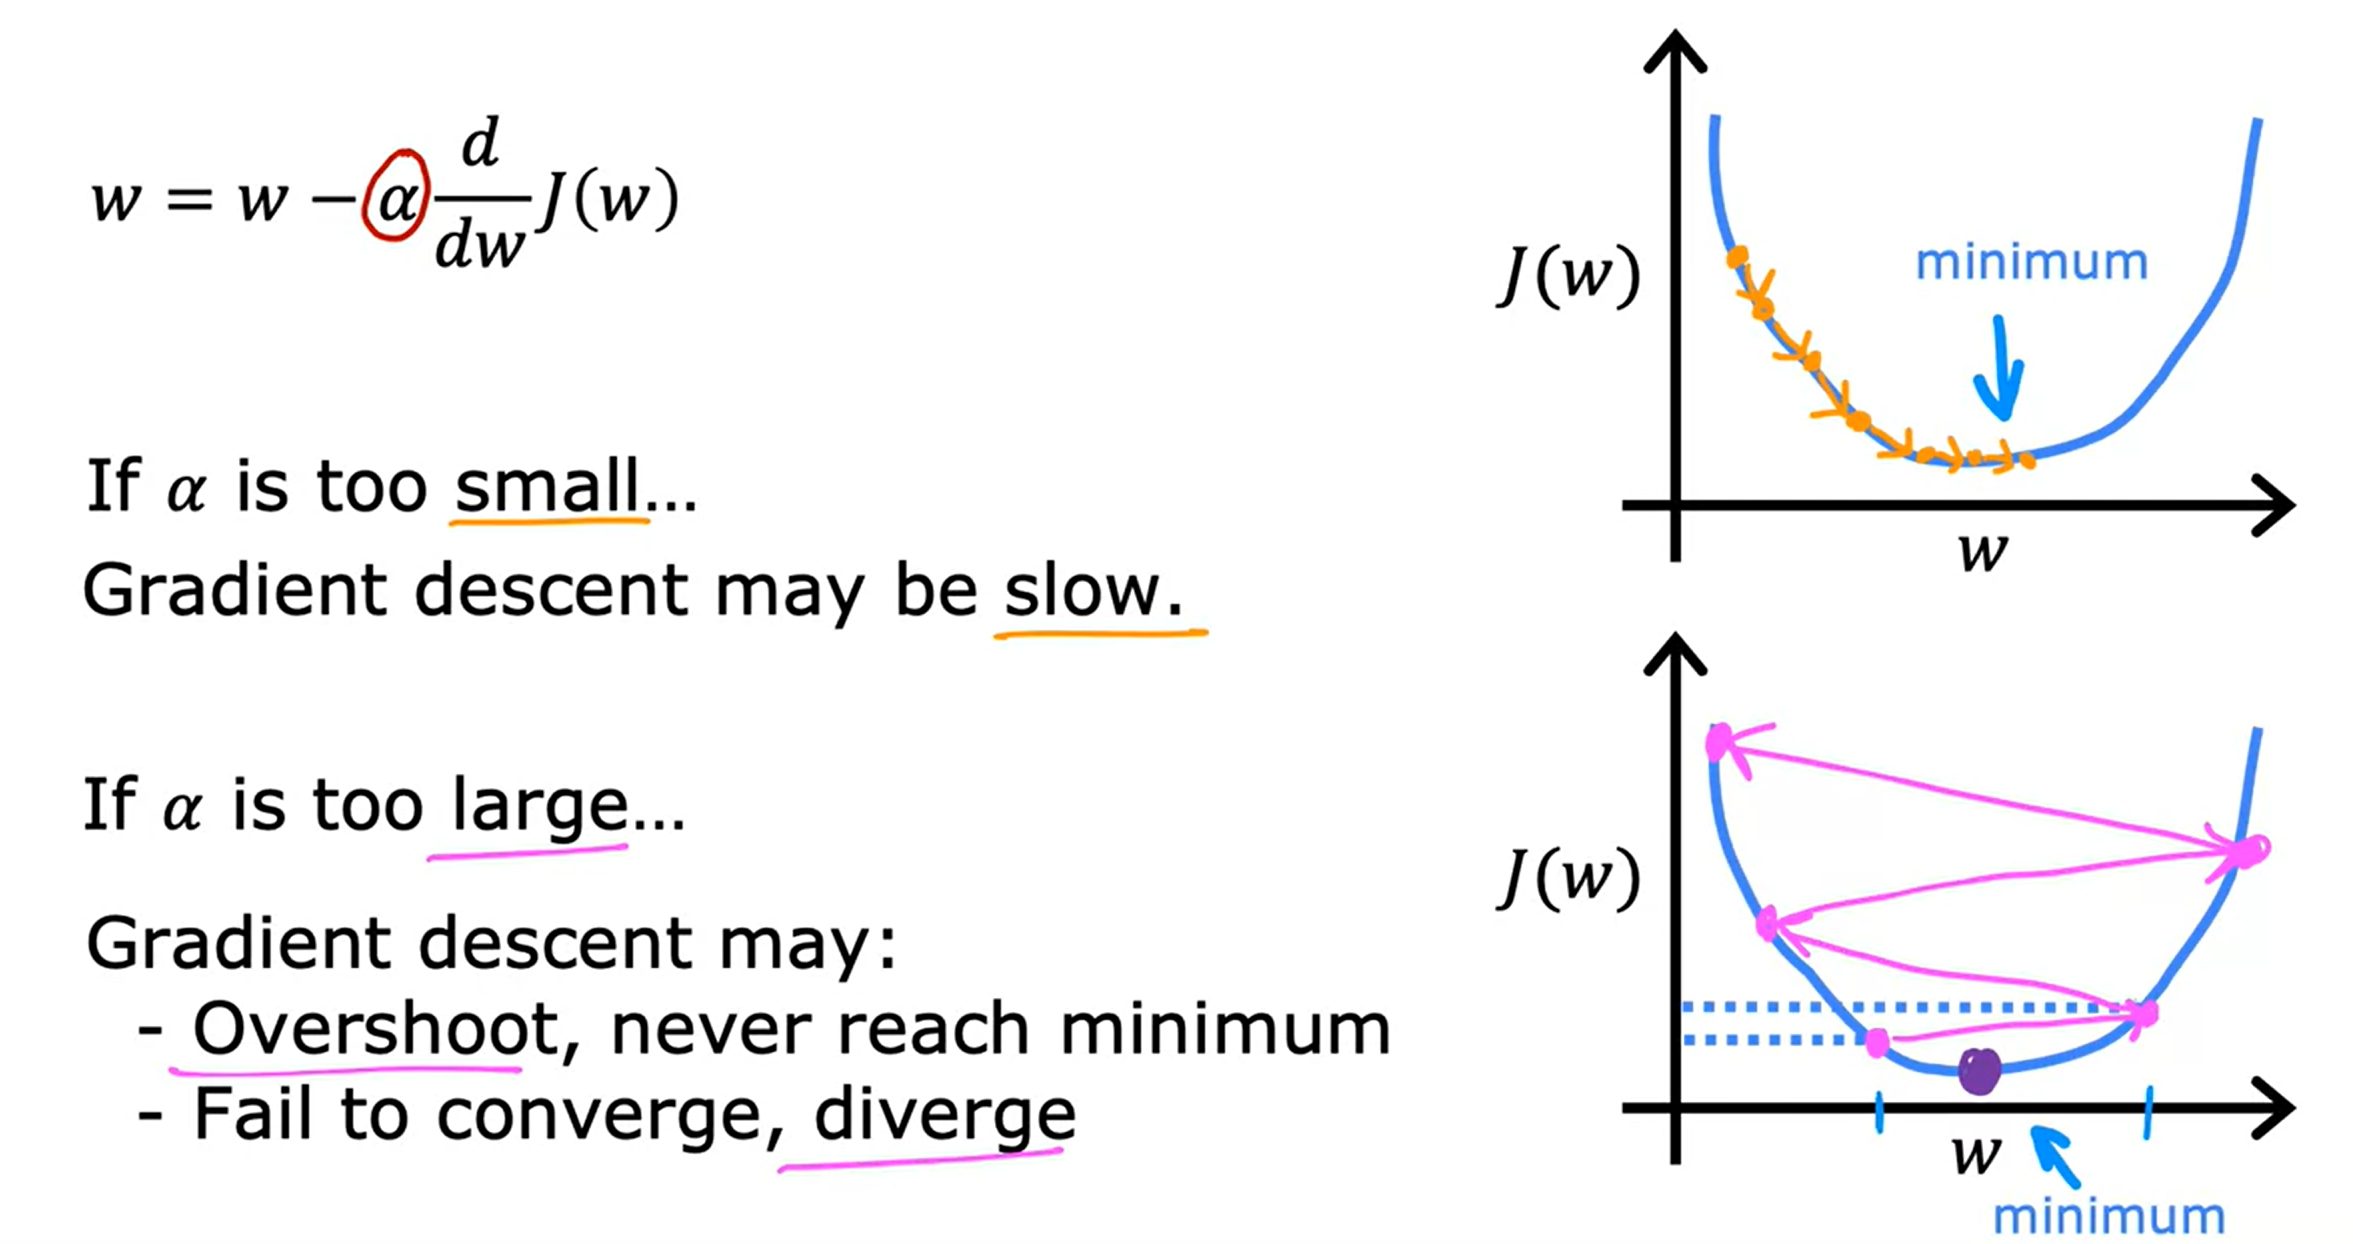 w = w − α d/dw J(w)
If α is too small...
Gradient descent may be slow.
If α is too large...
Gradient descent may:
- Overshoot, never reach minimum
- Fail to converge, diverge
J(w)
minimum
w
J(w)
w
minimum